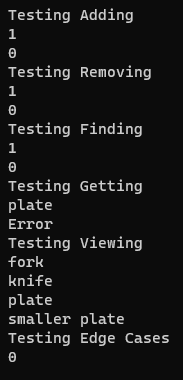 Testing Adding
1
0
Testing Removing
1
0
Testing Finding
1
0
Testing Getting
plate
Error
Testing Viewing
fork
knife
plate
smaller plate
Testing Edge Cases
0